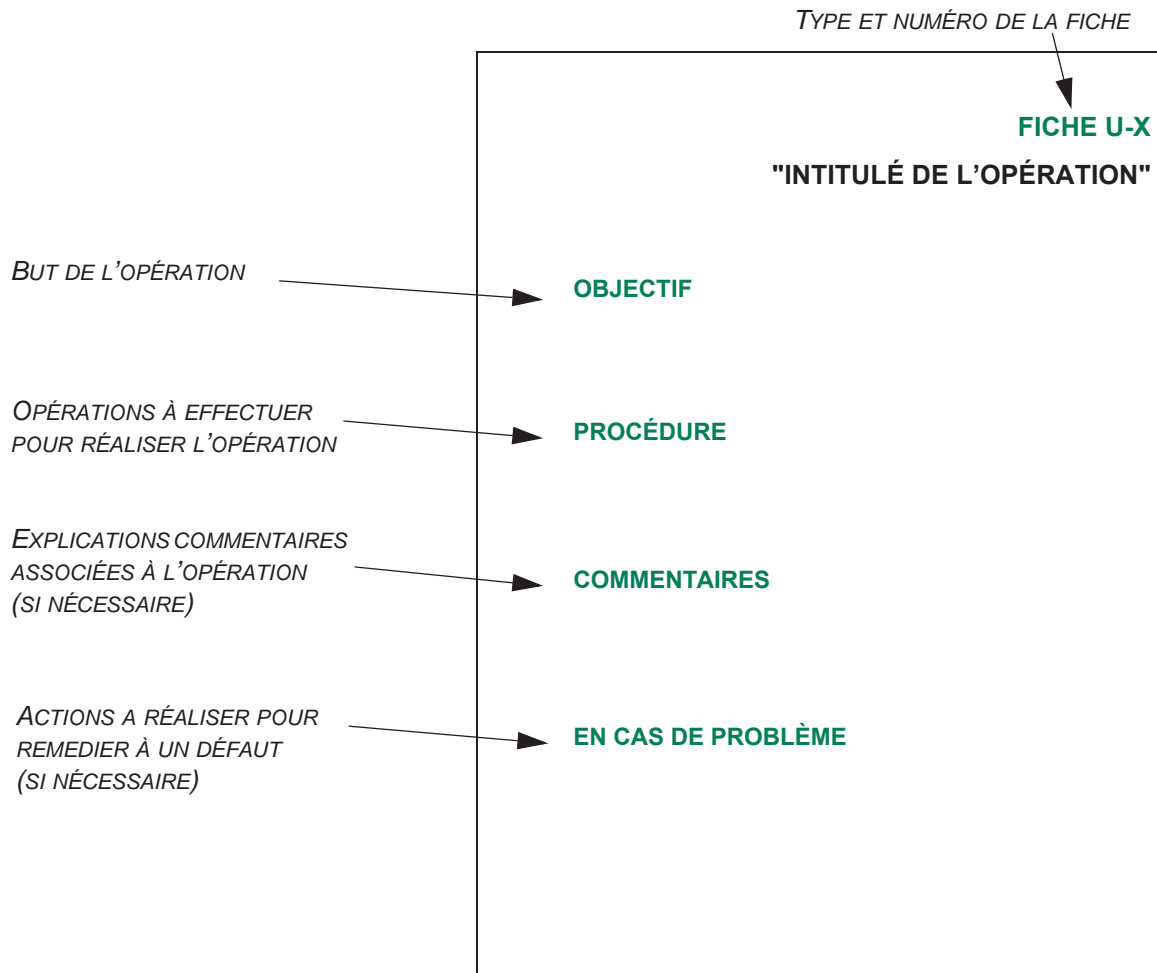 TYPE ET NUMÉRO DE LA FICHE
FICHE U-X
"INTITULÉ DE L’OPÉRATION"
BUT DE L’OPÉRATION
OBJECTIF
OPÉRATIONS À EFFECTUER
POUR RÉALISER L’OPÉRATION
PROCÉDURE
EXPLICATIONS COMMENTAIRES
ASSOCIÉES À L’OPÉRATION
(SI NÉCESSAIRE)
COMMENTAIRES
ACTIONS A RÉALISER POUR
REMEDIER À UN DÉFAUT
(SI NÉCESSAIRE)
EN CAS DE PROBLÈME